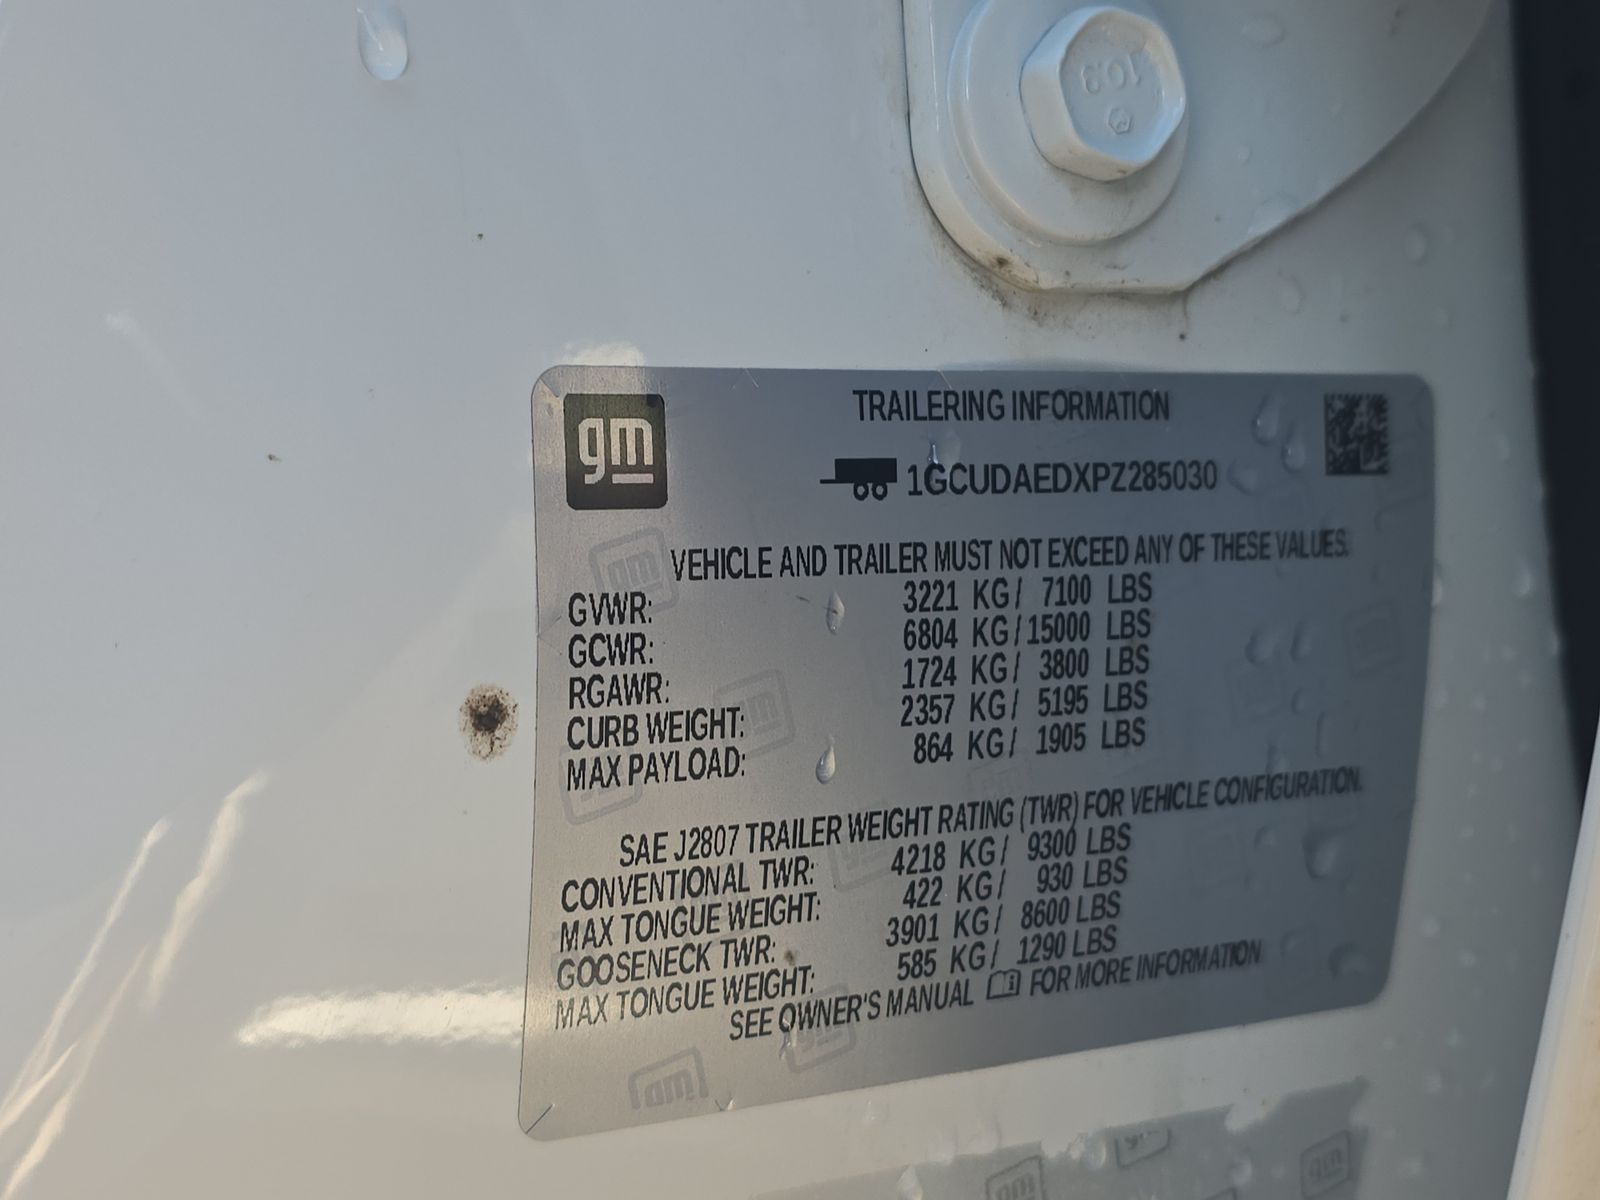 10.9
gm
TRAILERING INFORMATION
1GCUDAEDXPZ285030
VEHICLE AND TRAILER MUST NOT EXCEED ANY OF THESE VALUES.
GVWR: 3221 KG/ 7100 LBS
GCWR: 6804 KG/ 15000 LBS
RGAWR: 1724 KG/ 3800 LBS
CURB WEIGHT: 2357 KG/ 5195 LBS
MAX PAYLOAD: 864 KG/ 1905 LBS
SAE J2807 TRAILER WEIGHT RATING (TWR) FOR VEHICLE CONFIGURATION.
CONVENTIONAL TWR: 4218 KG/ 9300 LBS
MAX TONGUE WEIGHT: 422 KG/ 930 LBS
GOOSENECK TWR: 3901 KG/ 8600 LBS
MAX TONGUE WEIGHT: 585 KG/ 1290 LBS
SEE OWNER'S MANUAL FOR MORE INFORMATION